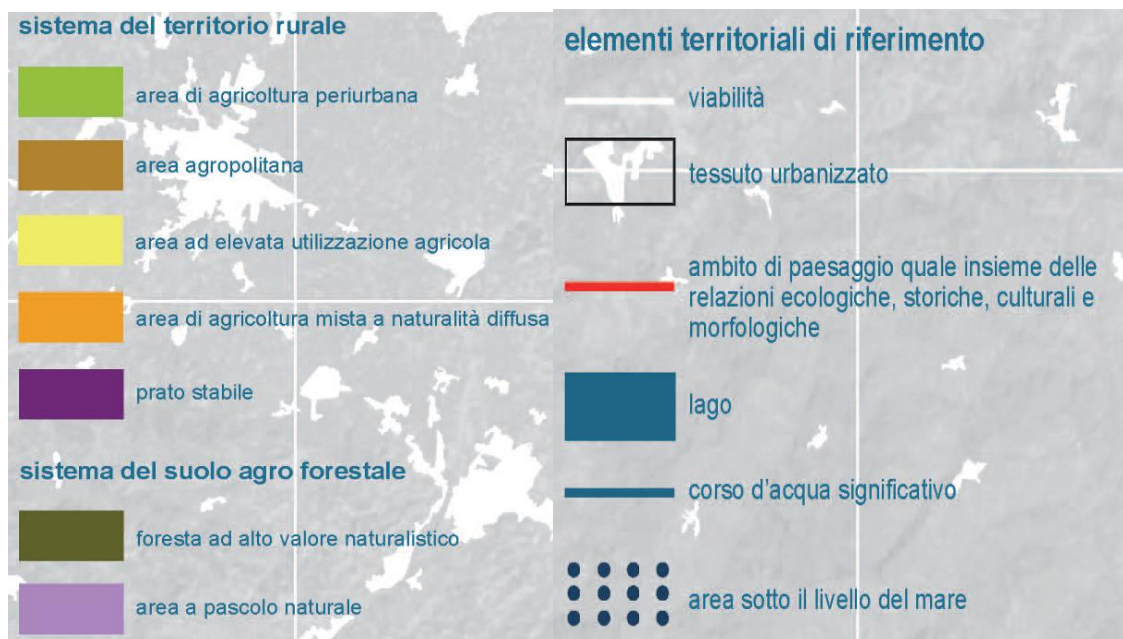 sistema del territorio rurale
area di agricoltura periurbana
area agropolitana
area ad elevata utilizzazione agricola
area di agricoltura mista a naturalità diffusa
prato stabile
sistema del suolo agro forestale
foresta ad alto valore naturalistico
area a pascolo naturale
elementi territoriali di riferimento
viabilità
tessuto urbanizzato
ambito di paesaggio quale insieme delle
relazioni ecologiche, storiche, culturali e
morfologiche
lago
corso d'acqua significativo
area sotto il livello del mare